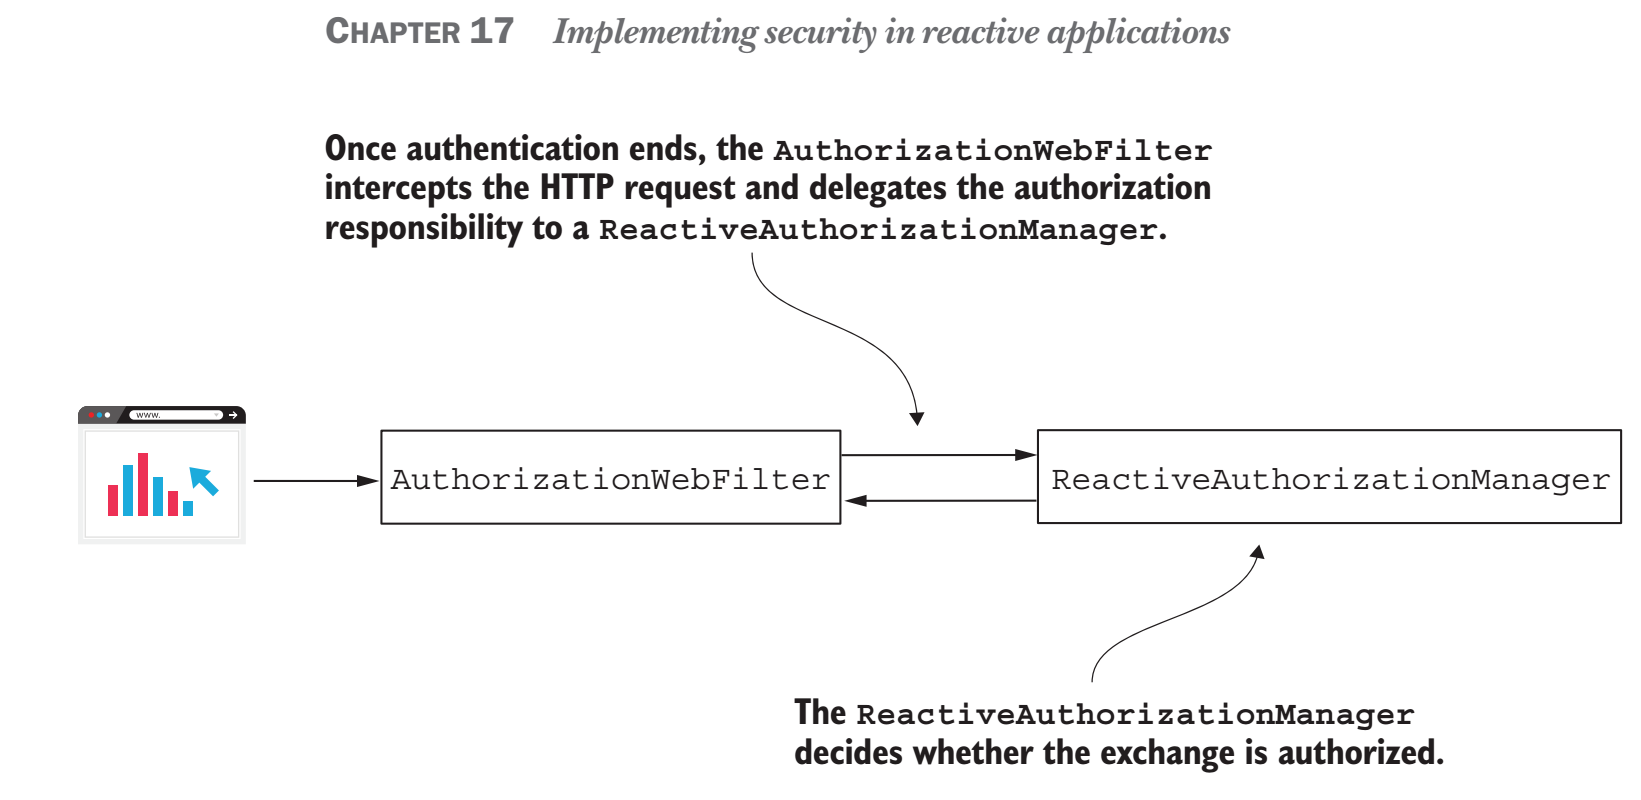 CHAPTER 17 Implementing security in reactive applications
Once authentication ends, the AuthorizationWebFilter
intercepts the HTTP request and delegates the authorization
responsibility to a ReactiveAuthorizationManager.
www.
AuthorizationWebFilter
ReactiveAuthorizationManager
The ReactiveAuthorizationManager
decides whether the exchange is authorized.